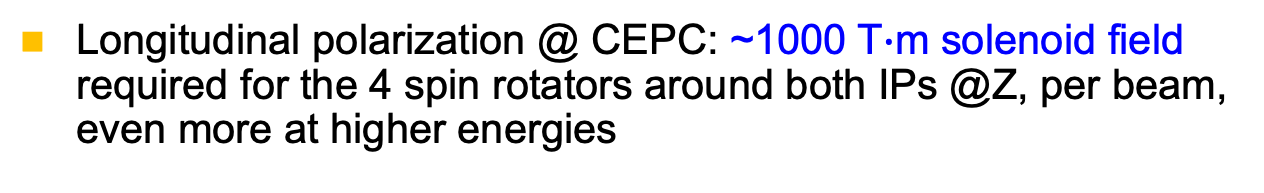 Longitudinal polarization @ CEPC: ~1000 T·m solenoid field
required for the 4 spin rotators around both IPs @Z, per beam,
even more at higher energies